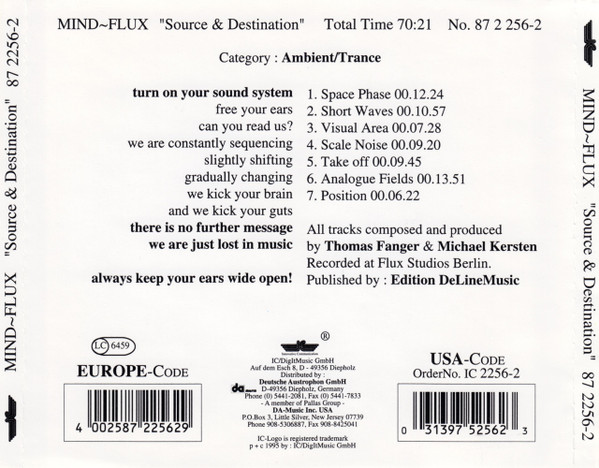 MIND~FLUX "Source & Destination" Total Time 70:21 No. 87 2 256-2
Category : Ambient/Trance
turn on your sound system
free your ears
can you read us?
we are constantly sequencing
slightly shifting
gradually changing
we kick your brain
and we kick your guts
there is no further message
we are just lost in music
always keep your ears wide open!
1. Space Phase 00.12.24
2. Short Waves 00.10.57
3. Visual Area 00.07.28
4. Scale Noise 00.09.20
5. Take off 00.09.45
6. Analogue Fields 00.13.51
7. Position 00.06.22
All tracks composed and produced
by Thomas Fanger & Michael Kersten
Recorded at Flux Studios Berlin.
Published by : Edition DeLineMusic
LC 6459
EUROPE-CODE
4 002587 225629
®
Innovative Communication
IC/DigItMusic GmbH
Auf dem Esch 8, D - 49356 Diepholz
Distributed by :
Deutsche Austrophon GmbH
D-49356 Diepholz, Germany
Phone (0) 5441-2081, Fax (0) 5441-7833
- A member of Pallas Group -
DA-Music Inc. USA
P.O.Box 3, Little Silver, New Jersey 07739
Phone 908-5306887, Fax 908-8425041
da
IC-Logo is registered trademark
p + c 1995 by : IC/DigItMusic GmbH
USA-CODE
OrderNo. IC 2256-2
0 31397 52562 3
MIND~FLUX "Source & Destination" 87 2256-2
MIND~FLUX "Source & Destination" 87 2256-2